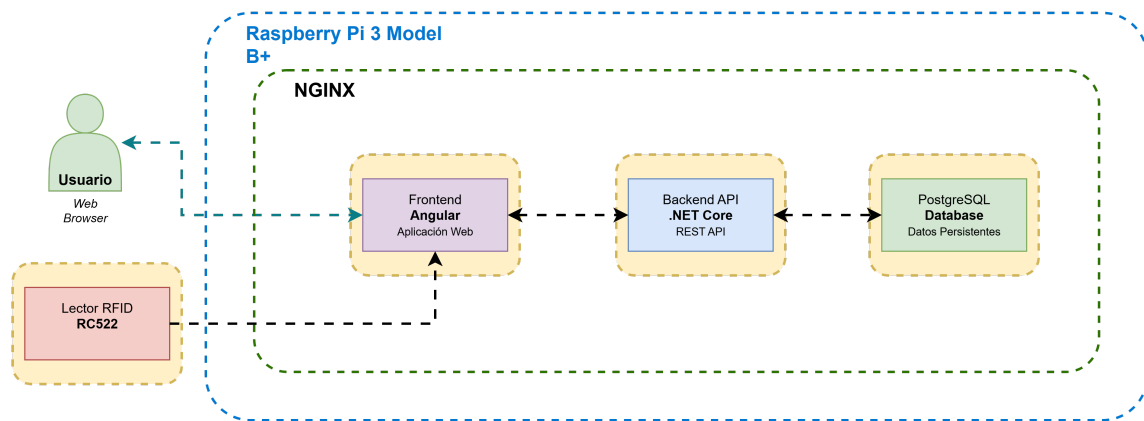 Raspberry Pi 3 Model
B+
NGINX
Usuario
Web
Browser
Frontend
Angular
Aplicación Web
Backend API
.NET Core
REST API
PostgreSQL
Database
Datos Persistentes
Lector RFID
RC522